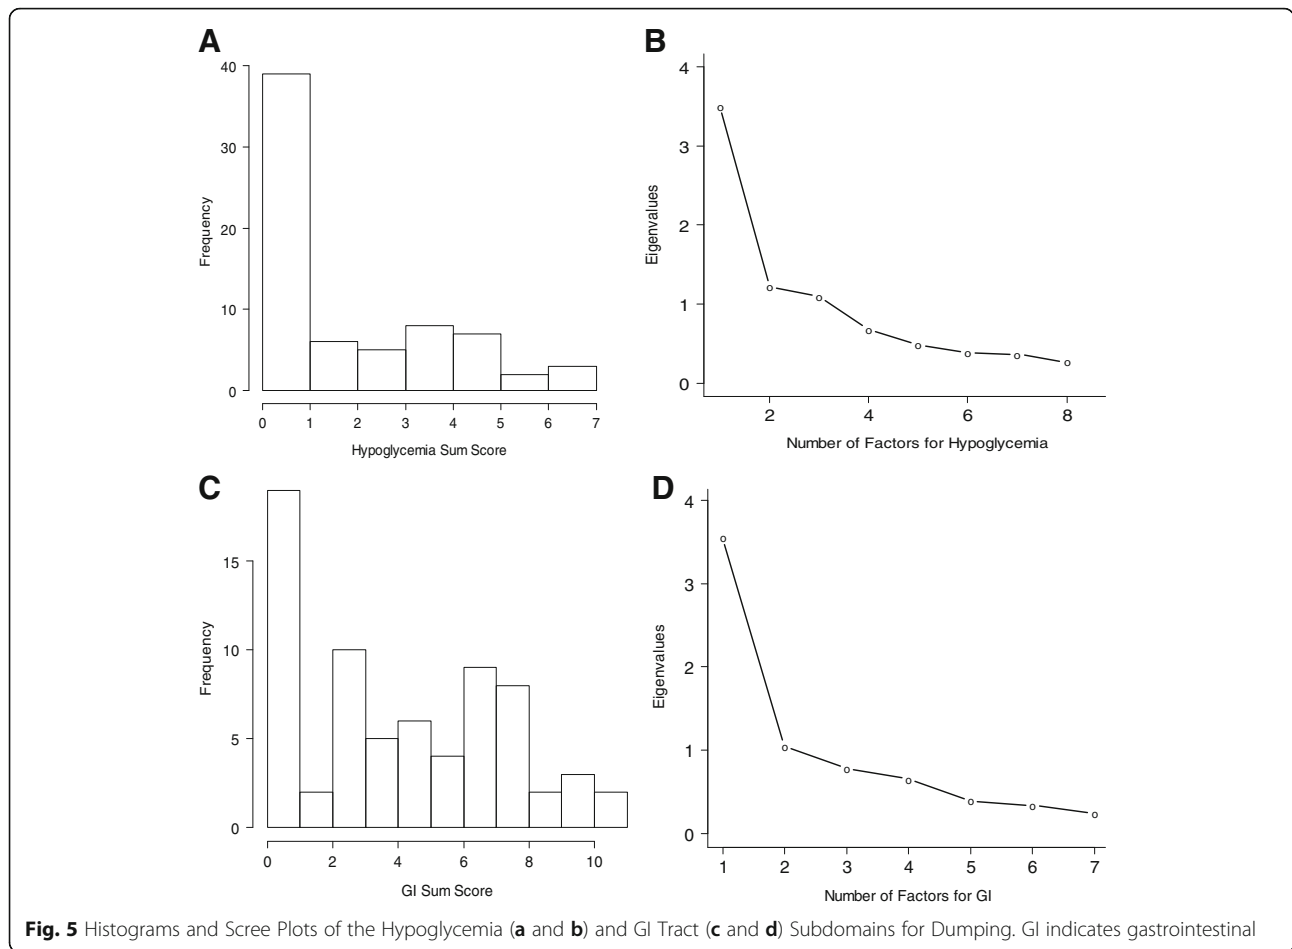 A
B
40
30
20
10
0
Frequency
0 1 2 3 4 5 6 7
Hypoglycemia Sum Score
4
3
2
1
0
Eigenvalues
2 4 6 8
Number of Factors for Hypoglycemia
C
D
15
10
5
0
Frequency
0 2 4 6 8 10
GI Sum Score
4
3
2
1
0
Eigenvalues
1 2 3 4 5 6 7
Number of Factors for GI
Fig. 5 Histograms and Scree Plots of the Hypoglycemia (a and b) and GI Tract (c and d) Subdomains for Dumping. GI indicates gastrointestinal